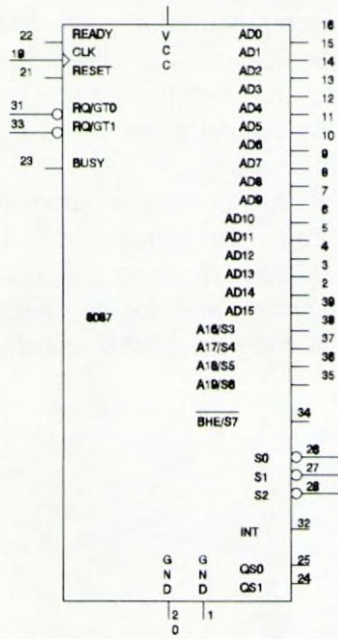 22 READY V AD0 16
19 CLK C AD1 15
21 RESET C AD2 14
AD3 13
31 RQ/GT0 AD4 12
33 RQ/GT1 AD5 11
AD6 10
23 BUSY AD7 9
AD8 8
AD9 7
AD10 6
AD11 5
AD12 4
AD13 3
AD14 2
8087 AD15 39
A16/S3 38
A17/S4 37
A18/S5 36
A19/S6 35
BHE/S7 34
S0 26
S1 27
S2 28
INT 32
G G QS0 25
N N
D D QS1 24
2 1
0